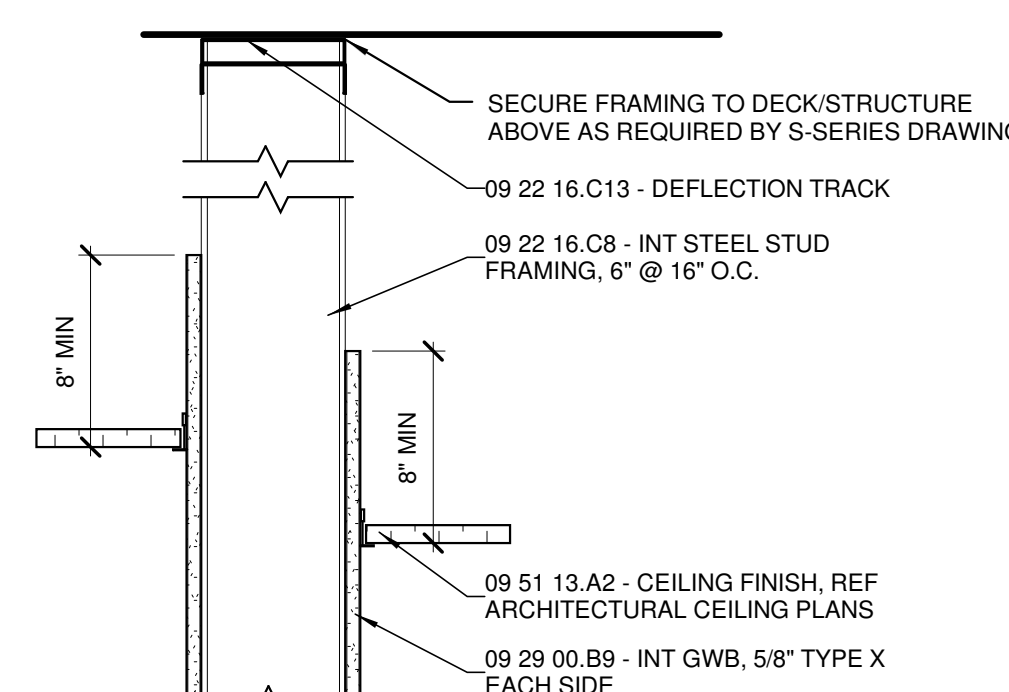 SECURE FRAMING TO DECK/STRUCTURE
ABOVE AS REQUIRED BY S-SERIES
09 22 16.C13 - DEFLECTION TRACK
09 22 16.C8 - INT STEEL STUD
FRAMING, 6" @ 16" O.C.
8" MIN
8" MIN
09 51 13.A2 - CEILING FINISH, REF
ARCHITECTURAL CEILING PLANS
09 29 00.B9 - INT GWB, 5/8" TYPE X
EACH SIDE